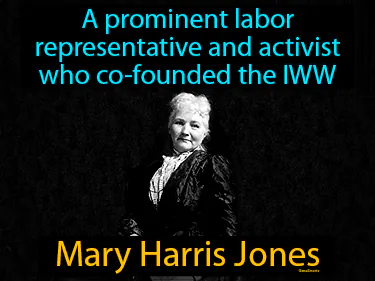 A prominent labor
representative and activist
who co-founded the IWW
Mary Harris Jones